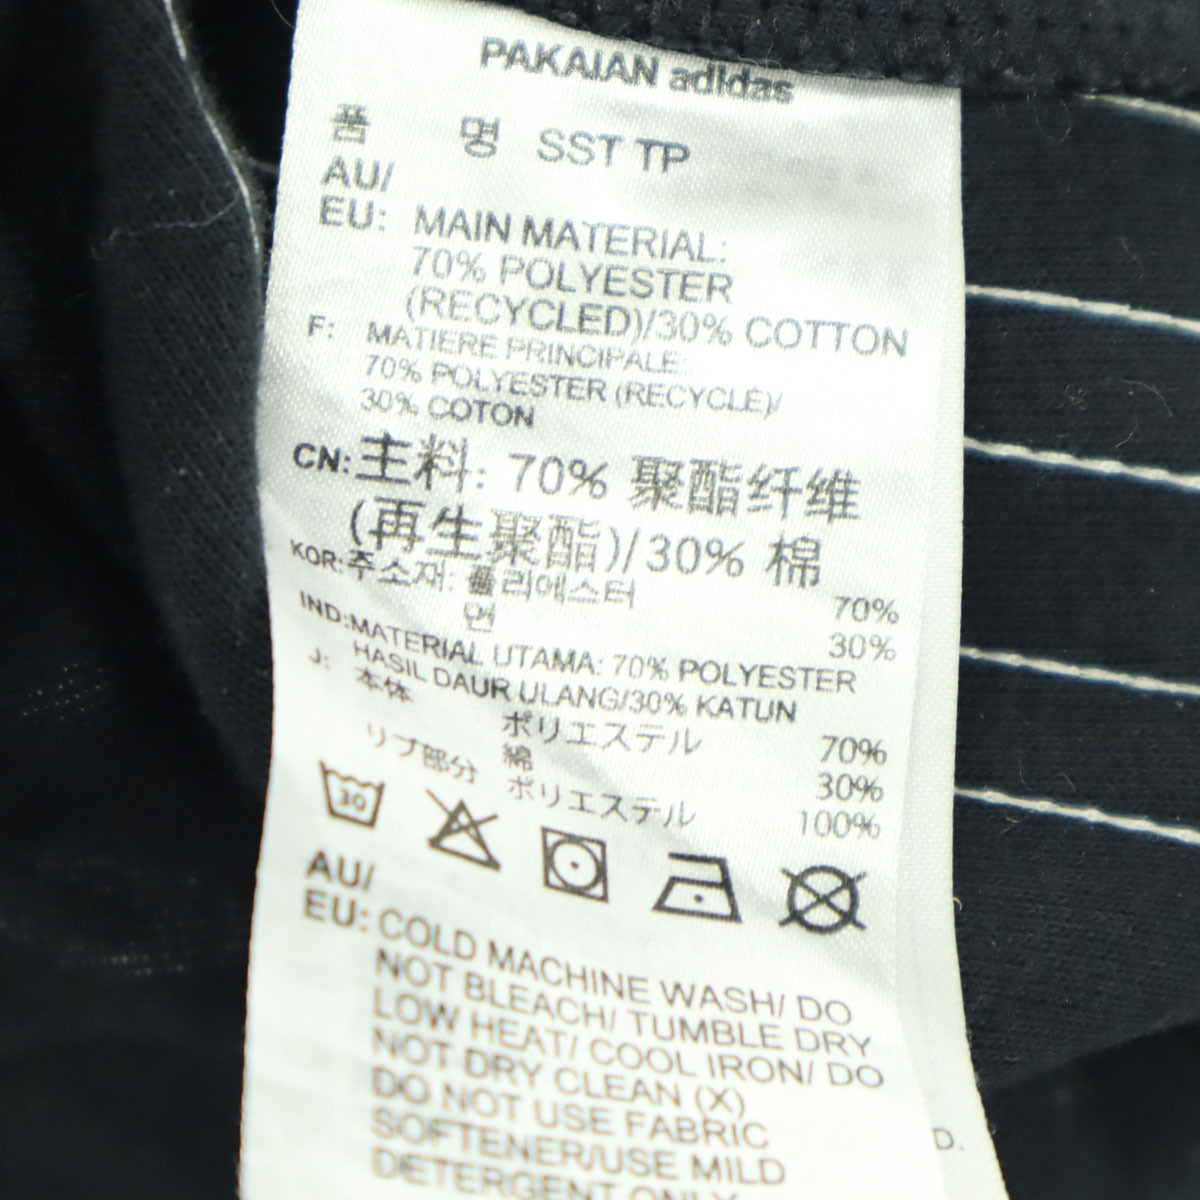 PAKAIAN adidas
품 명 SST TP
AU/
EU: MAIN MATERIAL:
70% POLYESTER
(RECYCLED)/30% COTTON
F: MATIERE PRINCIPALE:
70% POLYESTER (RECYCLÉ)/
30% COTON
CN: 主料: 70% 聚酯纤维
(再生聚酯)/30% 棉
KOR: 주소재: 폴리에스터 70%
면 30%
IND: MATERIAL UTAMA: 70% POLYESTER
HASIL DAUR ULANG/30% KATUN
J: 本体 ポリエステル 70%
綿 30%
リブ部分 ポリエステル 100%
30
AU/
EU: COLD MACHINE WASH/ DO
NOT BLEACH/ TUMBLE DRY
LOW HEAT/ COOL IRON/ DO
NOT DRY CLEAN (X)
DO NOT USE FABRIC
SOFTENER/USE MILD
DETERGENT ONLY
D.